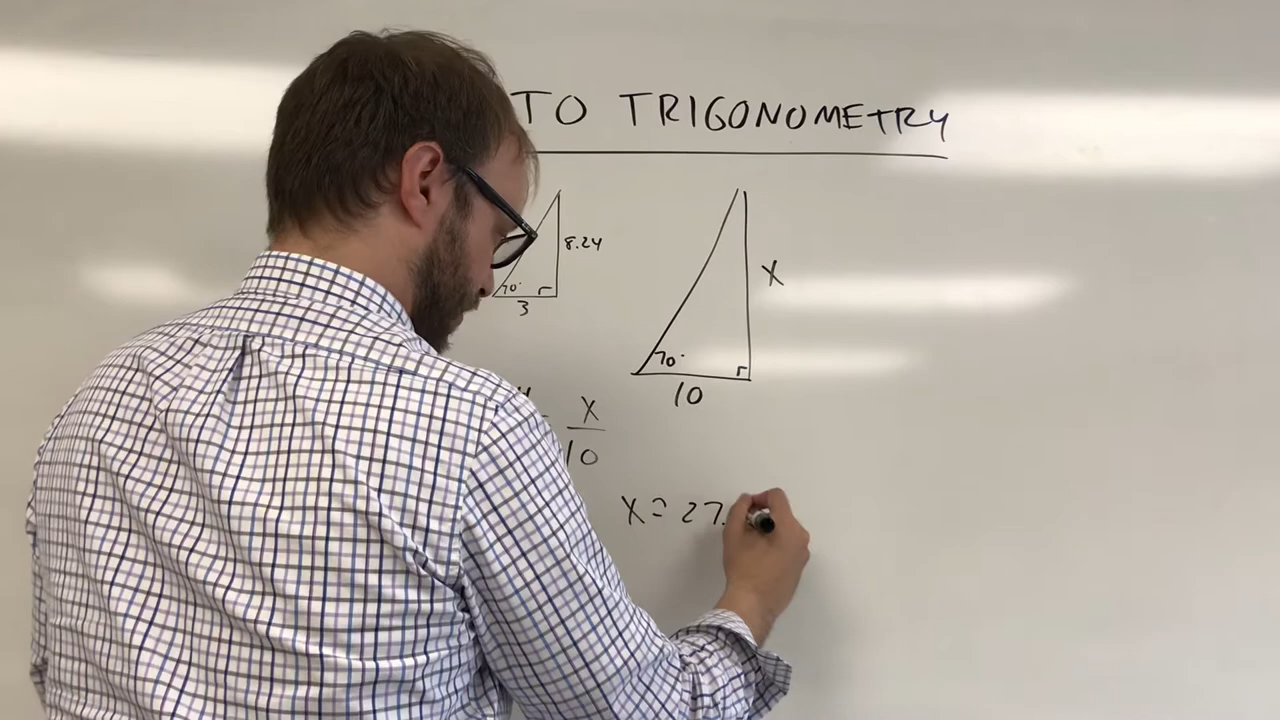 TO TRIGONOMETRY
8.24
70°
3
X
70°
10
X
10
X = 27.